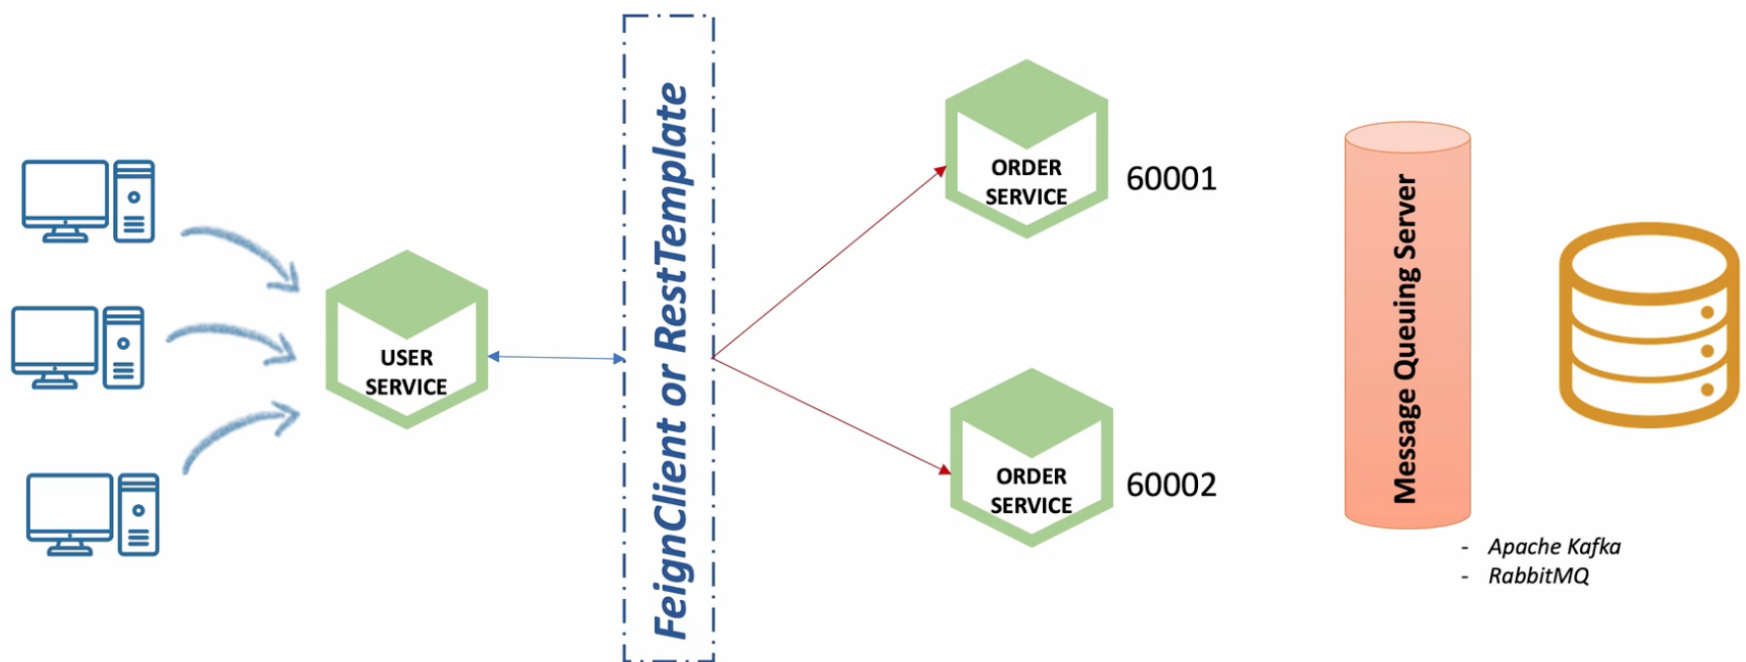 USER
SERVICE
FeignClient or RestTemplate
ORDER
SERVICE
60001
ORDER
SERVICE
60002
Message Queuing Server
- Apache Kafka
- RabbitMQ